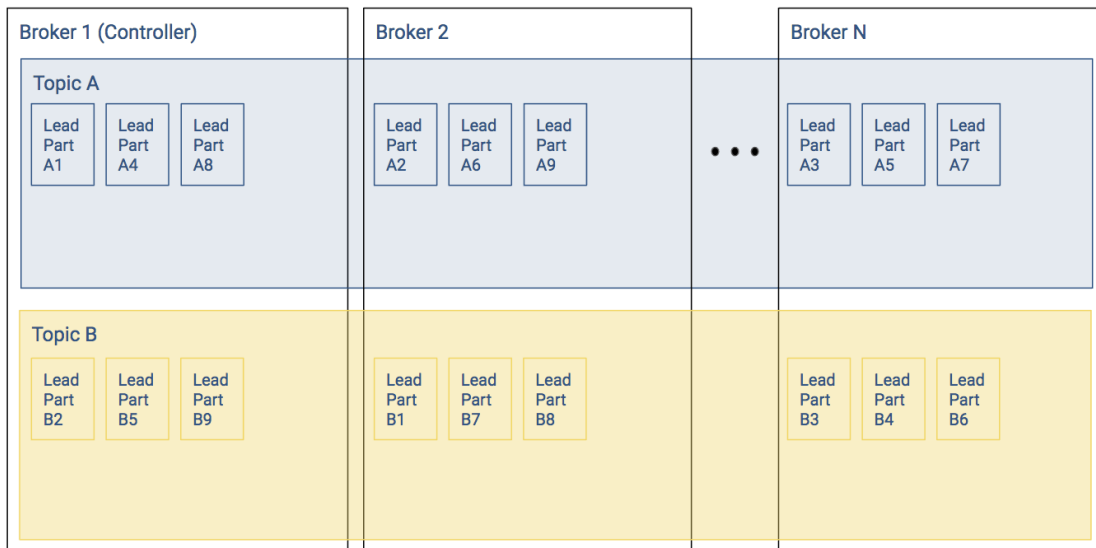 Broker 1 (Controller)
Broker 2
Broker N
Topic A
Lead
Part
A1
Lead
Part
A4
Lead
Part
A8
Lead
Part
A2
Lead
Part
A6
Lead
Part
A9
Lead
Part
A3
Lead
Part
A5
Lead
Part
A7
Topic B
Lead
Part
B2
Lead
Part
B5
Lead
Part
B9
Lead
Part
B1
Lead
Part
B7
Lead
Part
B8
Lead
Part
B3
Lead
Part
B4
Lead
Part
B6